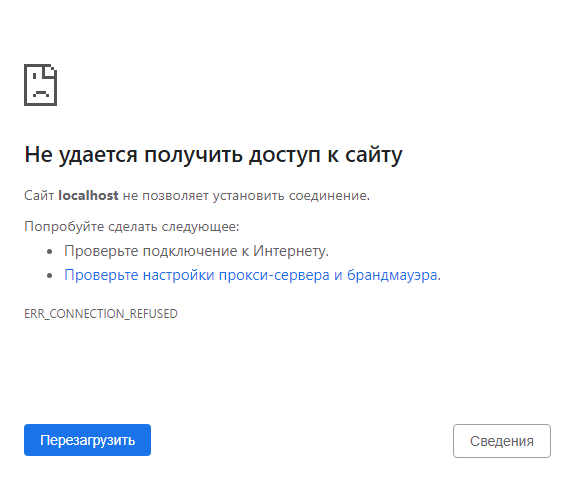 Не удается получить доступ к сайту
Сайт localhost не позволяет установить соединение.
Попробуйте сделать следующее:
• Проверьте подключение к Интернету.
• Проверьте настройки прокси-сервера и брандмауэра.
ERR_CONNECTION_REFUSED
Перезагрузить
Сведения